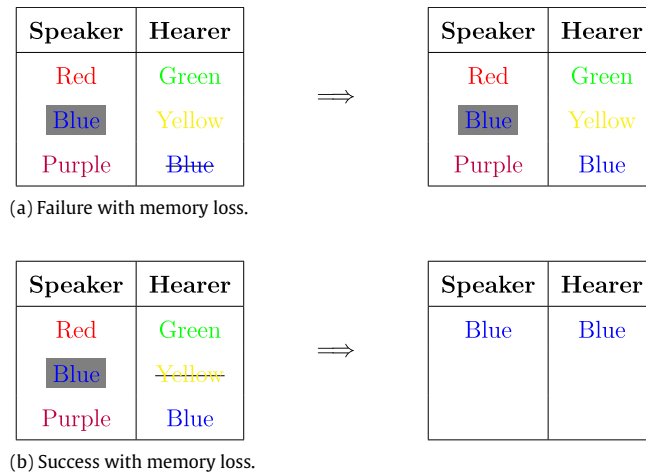 Speaker Hearer Speaker Hearer
Red Green Red Green
⟹
Blue Yellow Blue Yellow
Purple Blue Purple Blue
(a) Failure with memory loss.
Speaker Hearer Speaker Hearer
Red Green Blue Blue
⟹
Blue Yellow
Purple Blue
(b) Success with memory loss.